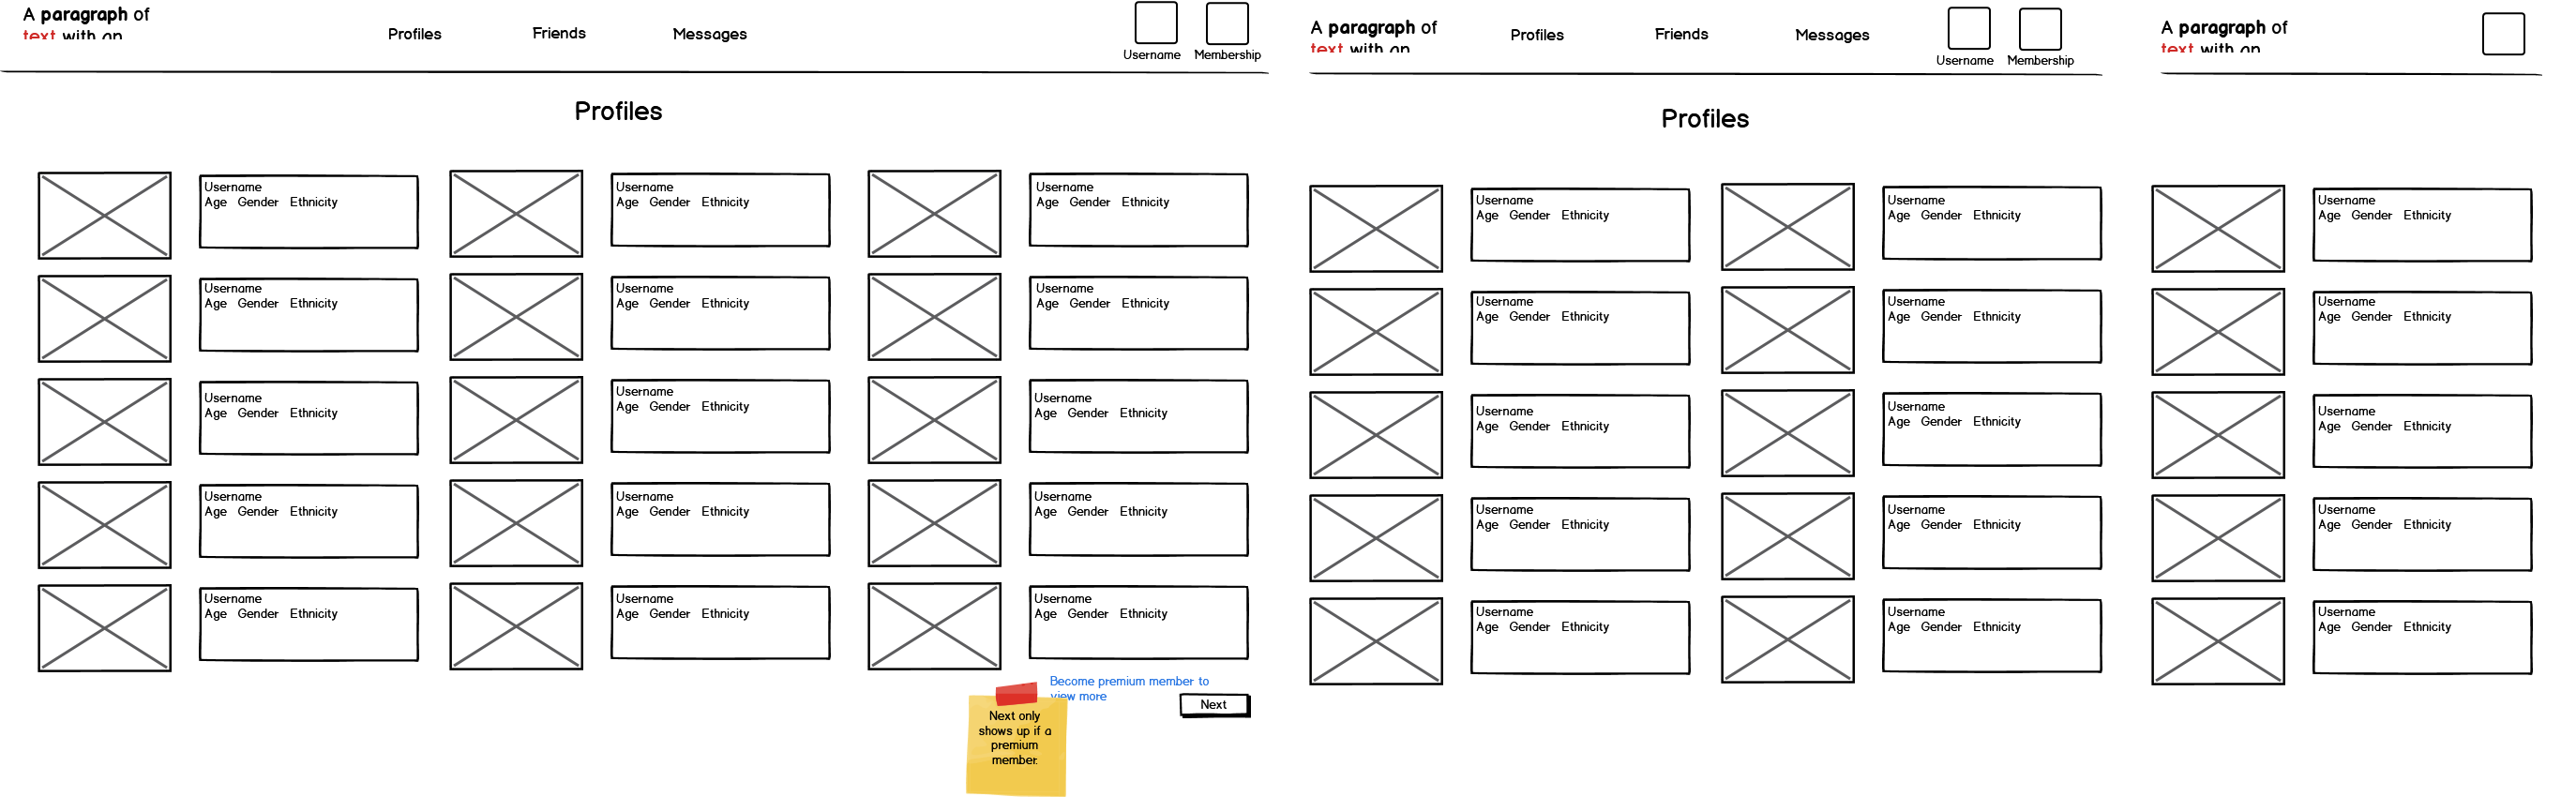 A paragraph of
text with an
Profiles Friends Messages
Username Membership
Profiles
Username
Age Gender Ethnicity
Username
Age Gender Ethnicity
Username
Age Gender Ethnicity
Username
Age Gender Ethnicity
Username
Age Gender Ethnicity
Username
Age Gender Ethnicity
Username
Age Gender Ethnicity
Username
Age Gender Ethnicity
Username
Age Gender Ethnicity
Username
Age Gender Ethnicity
Username
Age Gender Ethnicity
Username
Age Gender Ethnicity
Username
Age Gender Ethnicity
Username
Age Gender Ethnicity
Username
Age Gender Ethnicity
Become premium member to
view more
Next
Next only
shows up if a
premium
member.
A paragraph of
text with an
Profiles Friends Messages
Username Membership
Profiles
Username
Age Gender Ethnicity
Username
Age Gender Ethnicity
Username
Age Gender Ethnicity
Username
Age Gender Ethnicity
Username
Age Gender Ethnicity
Username
Age Gender Ethnicity
Username
Age Gender Ethnicity
Username
Age Gender Ethnicity
Username
Age Gender Ethnicity
Username
Age Gender Ethnicity
A paragraph of
text with an
Username
Age Gender Ethnicity
Username
Age Gender Ethnicity
Username
Age Gender Ethnicity
Username
Age Gender Ethnicity
Username
Age Gender Ethnicity